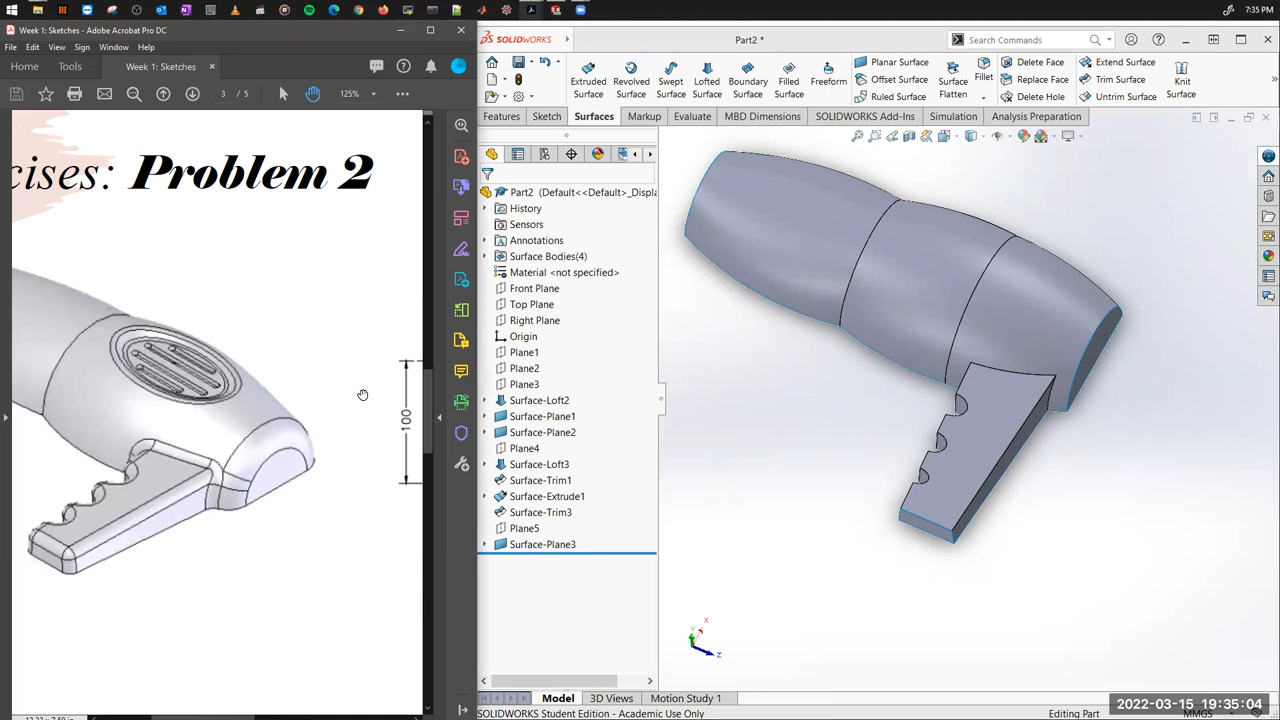 7:35 PM
Week 1: Sketches - Adobe Acrobat Pro DC
File Edit View Sign Window Help
Home Tools Week 1: Sketches ×
3 / 5 125%
cises: Problem 2
100
SOLIDWORKS Part2 * Search Commands
Extruded Surface
Revolved Surface
Swept Surface
Lofted Surface
Boundary Surface
Filled Surface
Freeform
Planar Surface
Offset Surface
Ruled Surface
Surface Flatten
Fillet
Delete Face
Replace Face
Delete Hole
Extend Surface
Trim Surface
Untrim Surface
Knit Surface
Features Sketch Surfaces Markup Evaluate MBD Dimensions SOLIDWORKS Add-Ins Simulation Analysis Preparation
Part2 (Default<<Default>_Displa
History
Sensors
Annotations
Surface Bodies(4)
Material <not specified>
Front Plane
Top Plane
Right Plane
Origin
Plane1
Plane2
Plane3
Surface-Loft2
Surface-Plane1
Surface-Plane2
Plane4
Surface-Loft3
Surface-Trim1
Surface-Extrude1
Surface-Trim3
Plane5
Surface-Plane3
X
Y
Z
Model 3D Views Motion Study 1
SOLIDWORKS Student Edition - Academic Use Only
Editing Part MMGS
2022-03-15 19:35:04